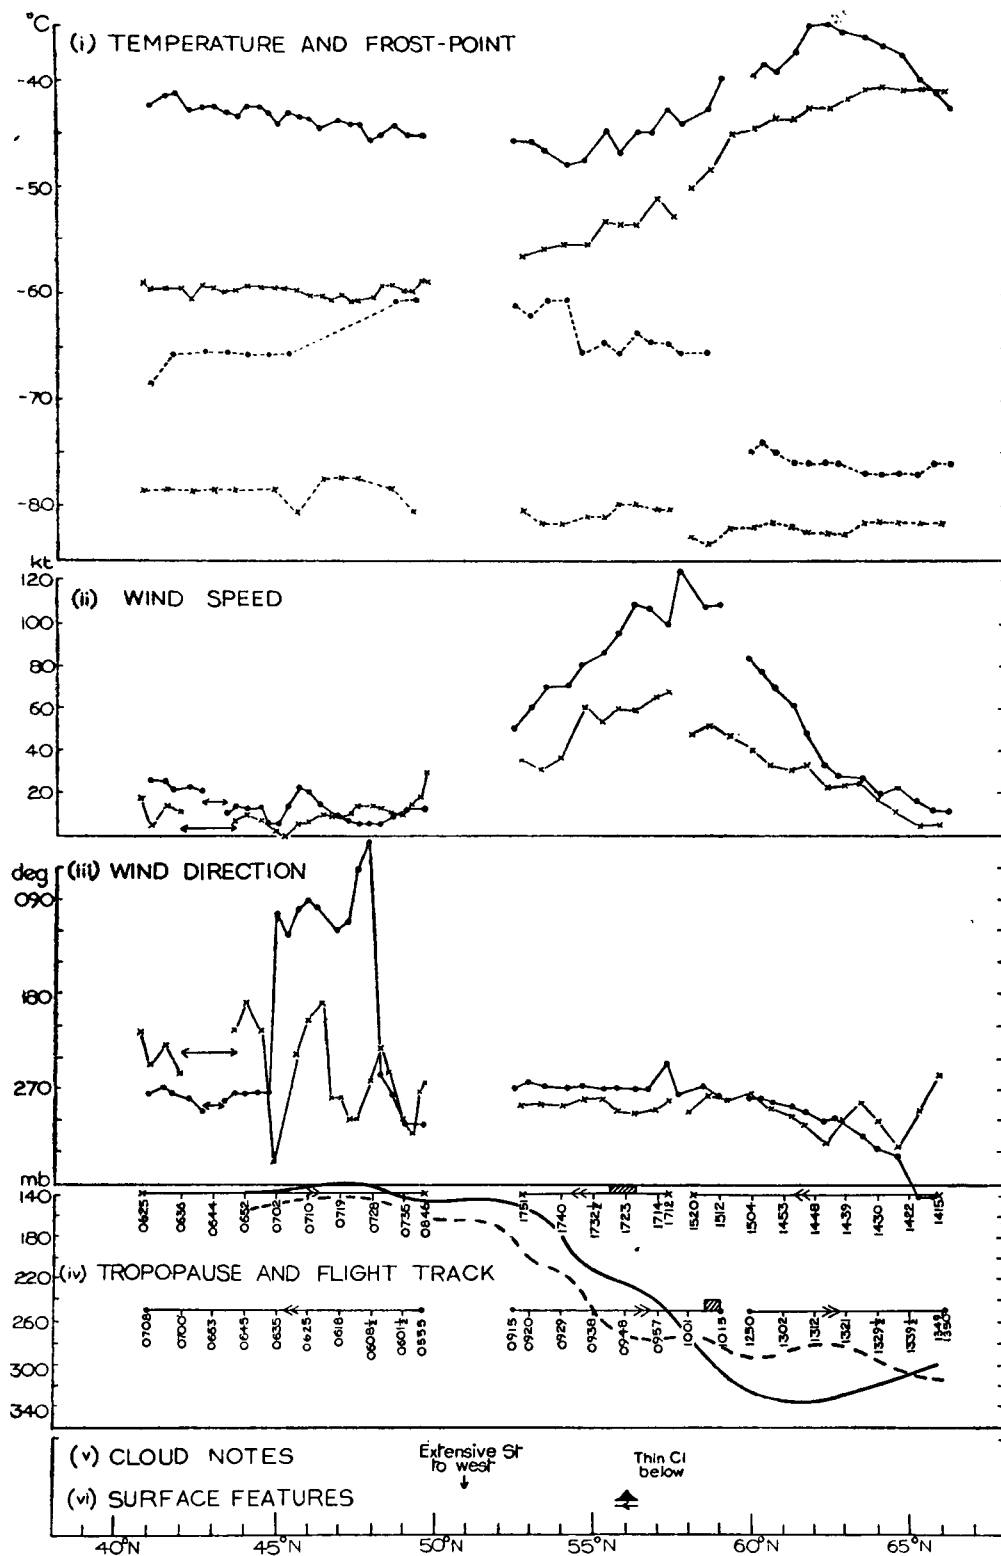 °C
(i) TEMPERATURE AND FROST-POINT
-40
-50
-60
-70
-80
kt
120
(ii) WIND SPEED
100
80
60
40
20
deg
(iii) WIND DIRECTION
090
180
270
mb
140
180
220
260
300
340
0625 0636 0644 0652 0702 0710 0719 0728 0735 0846 1751 1740 1732½ 1723 1714 1712 1520 1512 1504 1453 1448 1439 1430 1422 1415
(iv) TROPOPAUSE AND FLIGHT TRACK
0708 0700 0663 0645 0635 0625 0618 0608½ 0601½ 0555 0915 0920 0929 0938 0948 0957 1001 1015 1250 1302 1312 1321 1329½ 1339½ 1349 1350
(v) CLOUD NOTES
Extensive St
to west
Thin Ci
below
(vi) SURFACE FEATURES
40°N 45°N 50°N 55°N 60°N 65°N